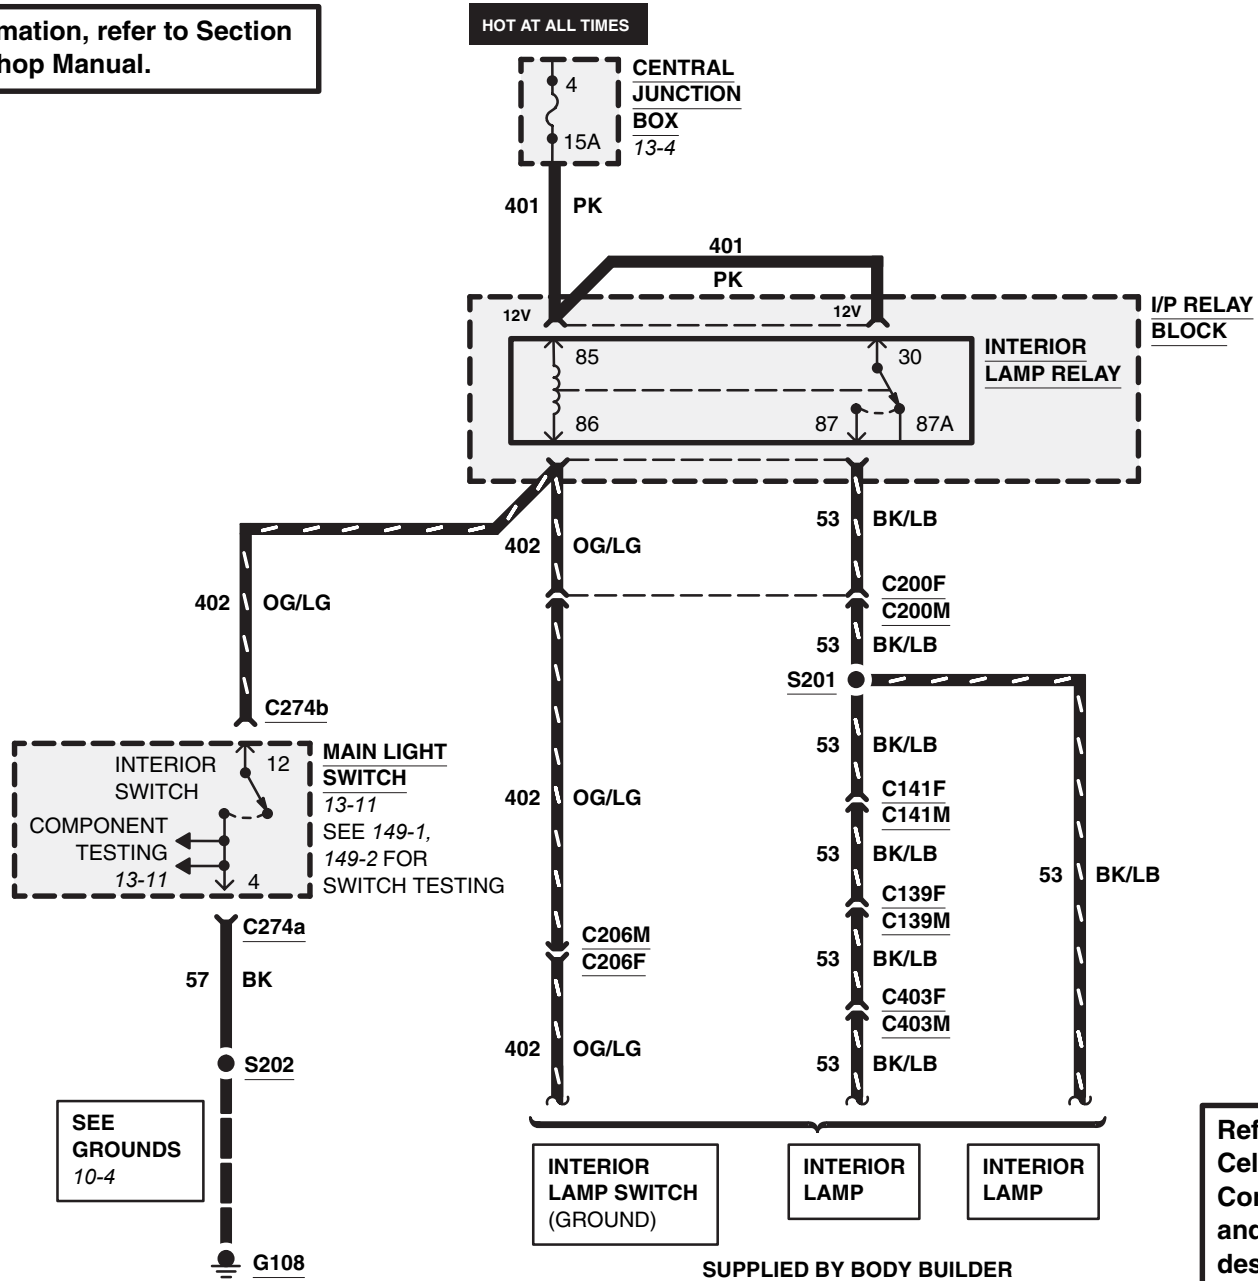 mation, refer to Section
hop Manual.
HOT AT ALL TIMES
4
15A
CENTRAL
JUNCTION
BOX
13-4
401 PK
401
PK
12V
12V
I/P RELAY
BLOCK
85
30
INTERIOR
LAMP RELAY
86
87
87A
402 OG/LG
53 BK/LB
402 OG/LG
C200F
C200M
53 BK/LB
S201
C274b
INTERIOR
SWITCH
12
MAIN LIGHT
SWITCH
13-11
SEE 149-1,
149-2 FOR
SWITCH TESTING
COMPONENT
TESTING
13-11
4
C274a
57 BK
S202
SEE
GROUNDS
10-4
G108
402 OG/LG
C206M
C206F
402 OG/LG
53 BK/LB
C141F
C141M
53 BK/LB
C139F
C139M
53 BK/LB
C403F
C403M
53 BK/LB
53 BK/LB
INTERIOR
LAMP SWITCH
(GROUND)
INTERIOR
LAMP
INTERIOR
LAMP
SUPPLIED BY BODY BUILDER
Ref
Cel
Cor
and
des